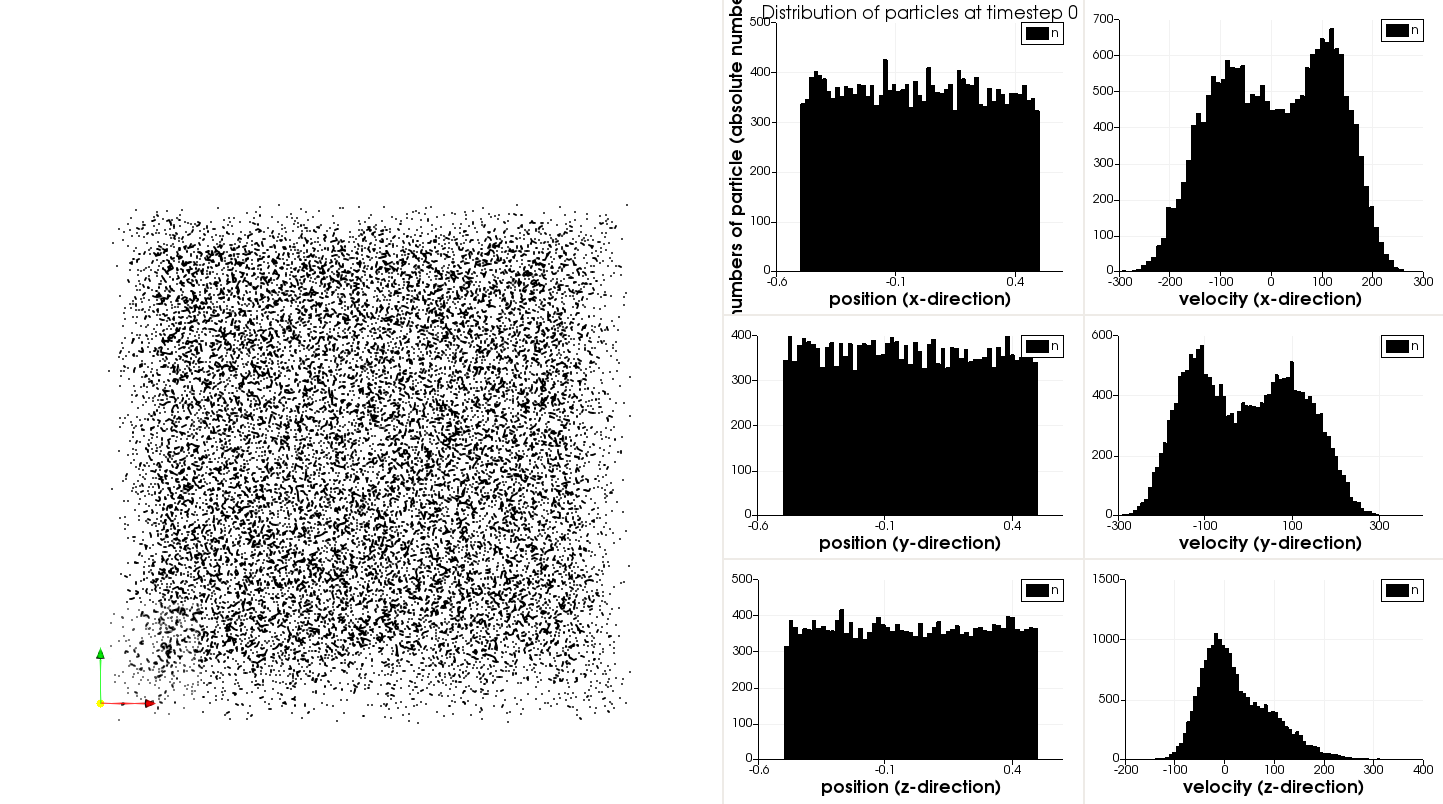 Distribution of particles at timestep 0
numbers of particle (absolute numbe
500
400
300
200
100
0
n
-0.6 -0.1 0.4
position (x-direction)
700
600
500
400
300
200
100
0
n
-300 -200 -100 0 100 200 300
velocity (x-direction)
400
300
200
100
0
n
-0.6 -0.1 0.4
position (y-direction)
600
400
200
0
n
-300 -100 100 300
velocity (y-direction)
500
400
300
200
100
0
n
-0.6 -0.1 0.4
position (z-direction)
1500
1000
500
0
n
-200 -100 0 100 200 300 400
velocity (z-direction)